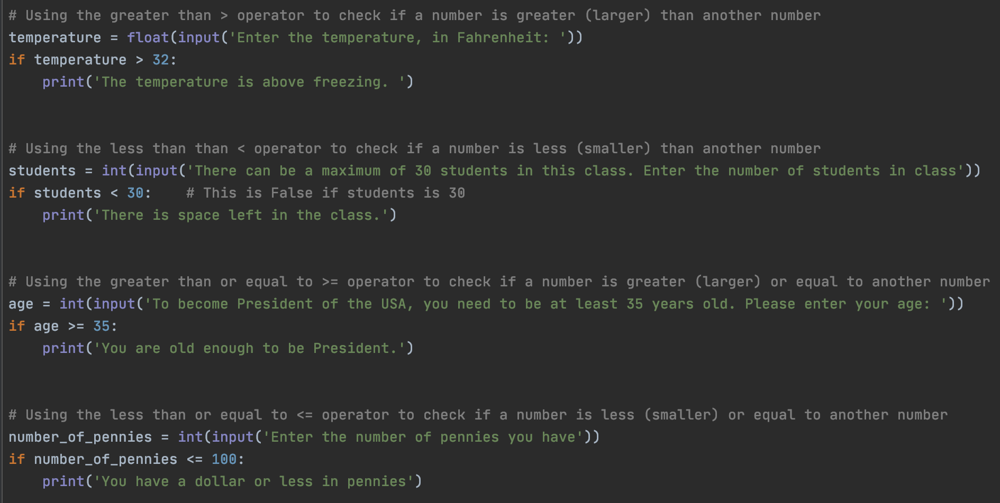 # Using the greater than > operator to check if a number is greater (larger) than another number
temperature = float(input('Enter the temperature, in Fahrenheit: '))
if temperature > 32:
    print('The temperature is above freezing. ')
# Using the less than than < operator to check if a number is less (smaller) than another number
students = int(input('There can be a maximum of 30 students in this class. Enter the number of students in class'))
if students < 30:    # This is False if students is 30
    print('There is space left in the class.')
# Using the greater than or equal to >= operator to check if a number is greater (larger) or equal to another number
age = int(input('To become President of the USA, you need to be at least 35 years old. Please enter your age: '))
if age >= 35:
    print('You are old enough to be President.')
# Using the less than or equal to <= operator to check if a number is less (smaller) or equal to another number
number_of_pennies = int(input('Enter the number of pennies you have'))
if number_of_pennies <= 100:
    print('You have a dollar or less in pennies')